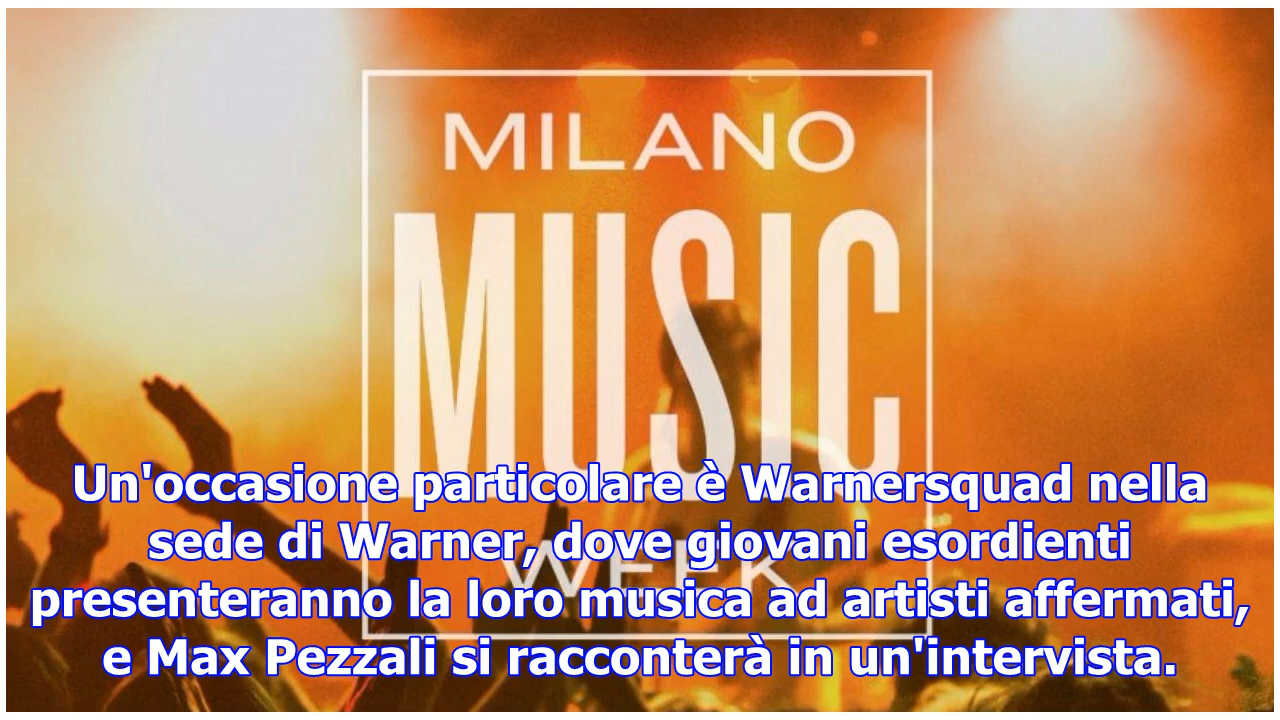 MILANO
MUSIC
WEEK
Un'occasione particolare è Warnersquad nella
sede di Warner, dove giovani esordienti
presenteranno la loro musica ad artisti affermati,
e Max Pezzali si racconterà in un'intervista.